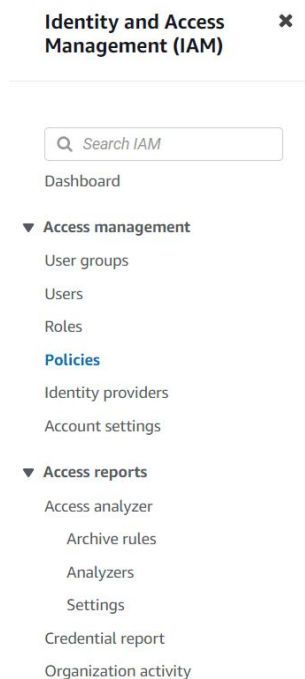 Identity and Access
Management (IAM)
Search IAM
Dashboard
Access management
User groups
Users
Roles
Policies
Identity providers
Account settings
Access reports
Access analyzer
Archive rules
Analyzers
Settings
Credential report
Organization activity